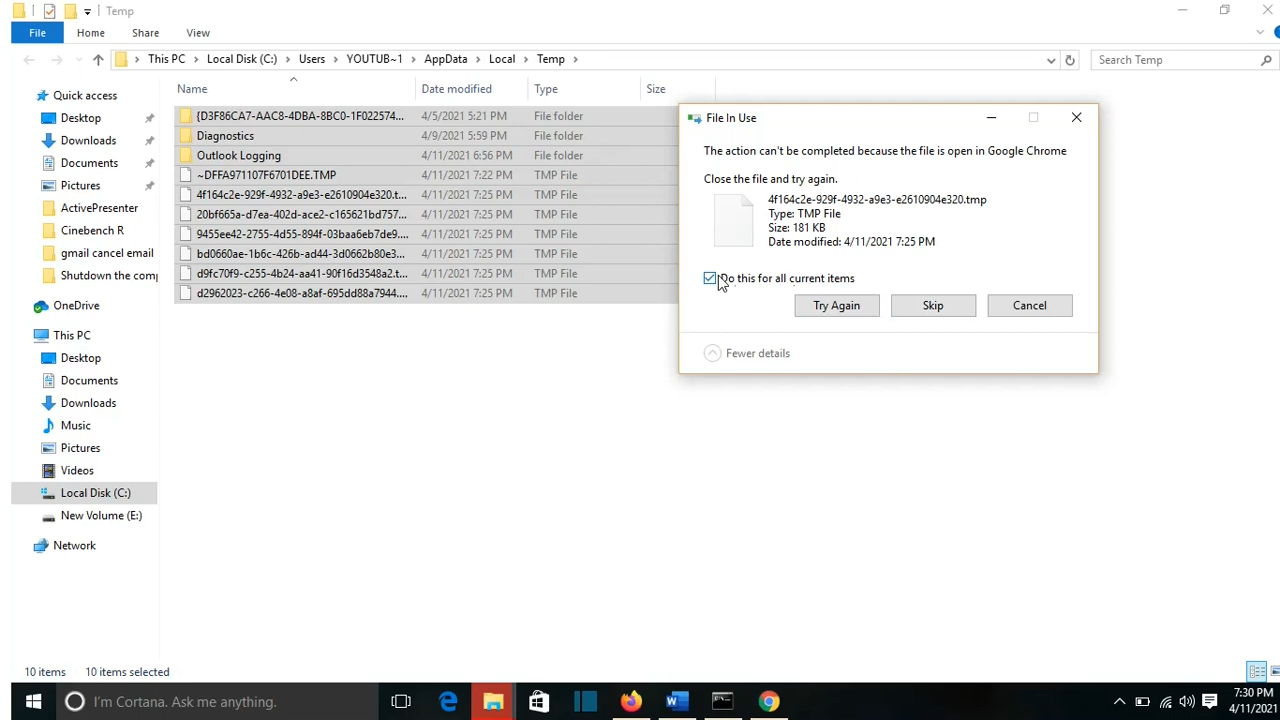 Temp
File Home Share View
This PC > Local Disk (C:) > Users > YOUTUB~1 > AppData > Local > Temp >
Search Temp
Name Date modified Type Size
Quick access
Desktop
Downloads
Documents
Pictures
ActivePresenter
Cinebench R
gmail cancel email
Shutdown the comp
OneDrive
This PC
Desktop
Documents
Downloads
Music
Pictures
Videos
Local Disk (C:)
New Volume (E:)
Network
{D3F86CA7-AAC8-4DBA-8BC0-1F022574... 4/5/2021 5:21 PM File folder
Diagnostics 4/9/2021 5:59 PM File folder
Outlook Logging 4/11/2021 6:56 PM File folder
~DFFA971107F6701DEE.TMP 4/11/2021 7:22 PM TMP File
4f164c2e-929f-4932-a9e3-e2610904e320.t... 4/11/2021 7:25 PM TMP File
20bf665a-d7ea-402d-ace2-c165621bd757... 4/11/2021 7:25 PM TMP File
9455ee42-2755-4d55-894f-03baa6eb7de9.... 4/11/2021 7:25 PM TMP File
bd0660ae-1b6c-426b-ad44-3d0662b80e3... 4/11/2021 7:25 PM TMP File
d9fc70f9-c255-4b24-aa41-90f16d3548a2.t... 4/11/2021 7:25 PM TMP File
d2962023-c266-4e08-a8af-695dd88a7944.... 4/11/2021 7:25 PM TMP File
File In Use
The action can't be completed because the file is open in Google Chrome
Close the file and try again.
4f164c2e-929f-4932-a9e3-e2610904e320.tmp
Type: TMP File
Size: 181 KB
Date modified: 4/11/2021 7:25 PM
Do this for all current items
Try Again Skip Cancel
Fewer details
10 items 10 items selected
I'm Cortana. Ask me anything.
7:30 PM
4/11/2021